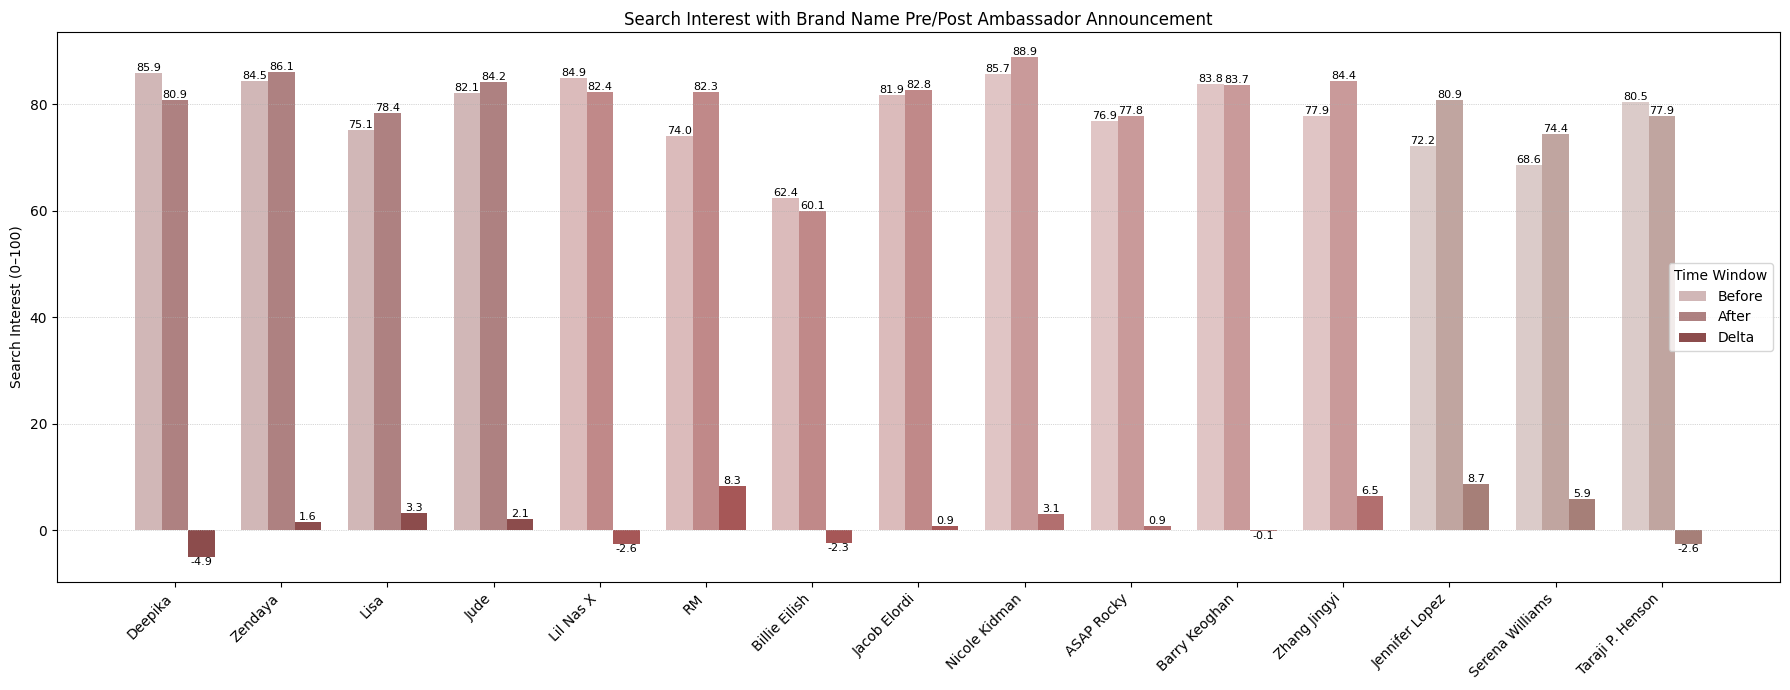 Search Interest with Brand Name Pre/Post Ambassador Announcement
Search Interest (0–100)
80
60
40
20
0
85.9
80.9
-4.9
84.5
86.1
1.6
75.1
78.4
3.3
82.1
84.2
2.1
84.9
82.4
-2.6
74.0
82.3
8.3
62.4
60.1
-2.3
81.9
82.8
0.9
85.7
88.9
3.1
76.9
77.8
0.9
83.8
83.7
-0.1
77.9
84.4
6.5
72.2
80.9
8.7
68.6
74.4
5.9
80.5
77.9
-2.6
Time Window
Before
After
Delta
Deepika
Zendaya
Lisa
Jude
Lil Nas X
RM
Billie Eilish
Jacob Elordi
Nicole Kidman
ASAP Rocky
Barry Keoghan
Zhang Jingyi
Jennifer Lopez
Serena Williams
Taraji P. Henson